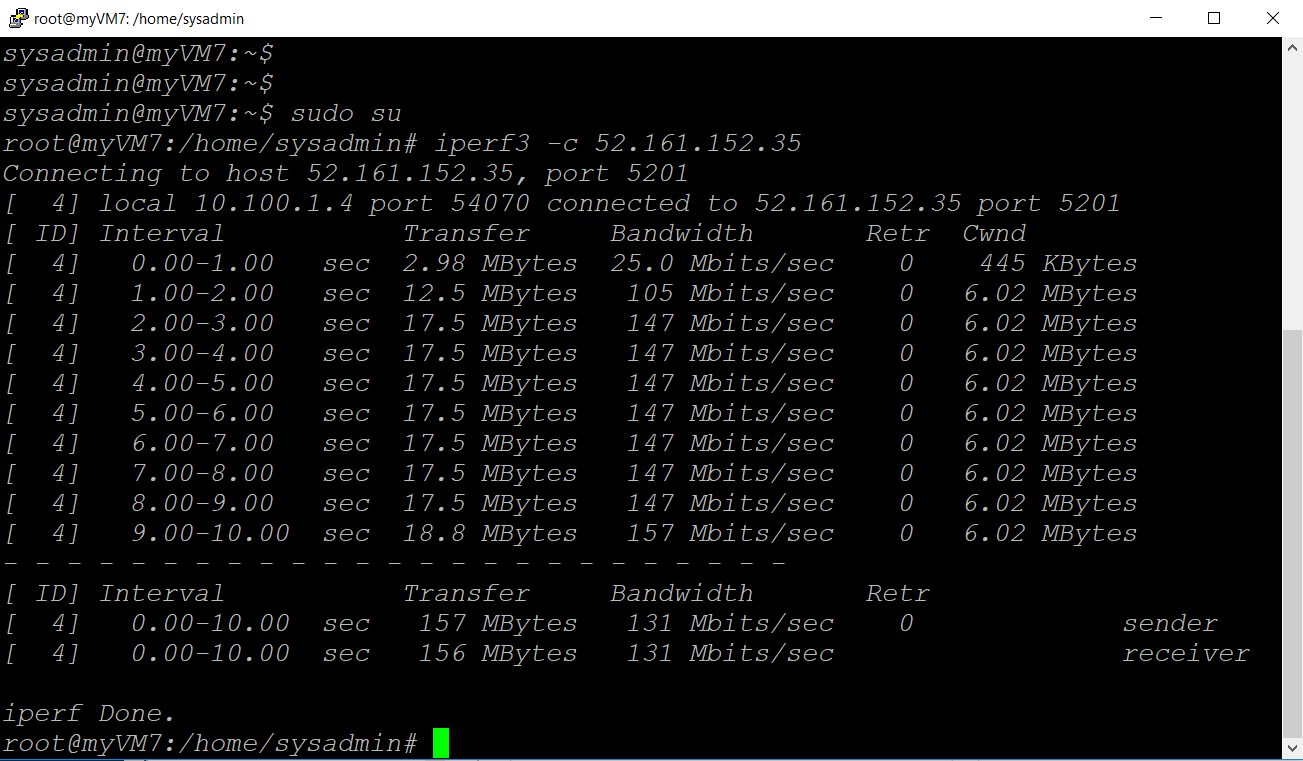 root@myVM7: /home/sysadmin
sysadmin@myVM7:~$
sysadmin@myVM7:~$
sysadmin@myVM7:~$ sudo su
root@myVM7:/home/sysadmin# iperf3 -c 52.161.152.35
Connecting to host 52.161.152.35, port 5201
[  4] local 10.100.1.4 port 54070 connected to 52.161.152.35 port 5201
[ ID] Interval           Transfer     Bandwidth       Retr  Cwnd
[  4]   0.00-1.00   sec  2.98 MBytes  25.0 Mbits/sec    0    445 KBytes
[  4]   1.00-2.00   sec  12.5 MBytes   105 Mbits/sec    0   6.02 MBytes
[  4]   2.00-3.00   sec  17.5 MBytes   147 Mbits/sec    0   6.02 MBytes
[  4]   3.00-4.00   sec  17.5 MBytes   147 Mbits/sec    0   6.02 MBytes
[  4]   4.00-5.00   sec  17.5 MBytes   147 Mbits/sec    0   6.02 MBytes
[  4]   5.00-6.00   sec  17.5 MBytes   147 Mbits/sec    0   6.02 MBytes
[  4]   6.00-7.00   sec  17.5 MBytes   147 Mbits/sec    0   6.02 MBytes
[  4]   7.00-8.00   sec  17.5 MBytes   147 Mbits/sec    0   6.02 MBytes
[  4]   8.00-9.00   sec  17.5 MBytes   147 Mbits/sec    0   6.02 MBytes
[  4]   9.00-10.00  sec  18.8 MBytes   157 Mbits/sec    0   6.02 MBytes
- - - - - - - - - - - - - - - - - - - - - - - - -
[ ID] Interval           Transfer     Bandwidth       Retr
[  4]   0.00-10.00  sec   157 MBytes   131 Mbits/sec    0             sender
[  4]   0.00-10.00  sec   156 MBytes   131 Mbits/sec                  receiver
iperf Done.
root@myVM7:/home/sysadmin#